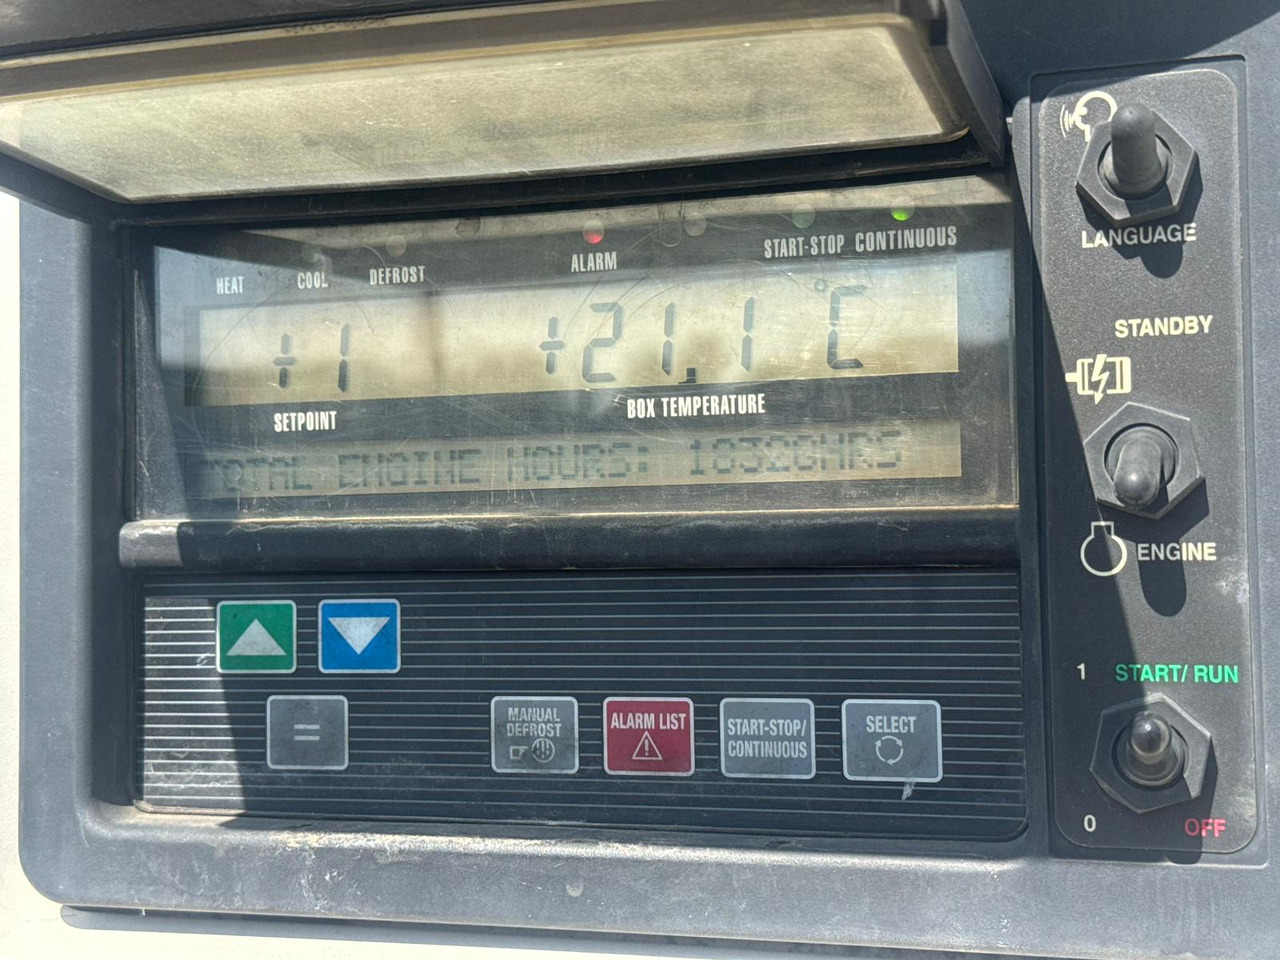 HEAT COOL DEFROST ALARM START-STOP CONTINUOUS
+1 +21.1 °C
SETPOINT BOX TEMPERATURE
TOTAL ENGINE HOURS: 18320HRS
MANUAL
DEFROST
ALARM LIST
START-STOP/
CONTINUOUS
SELECT
LANGUAGE
STANDBY
ENGINE
1 START/ RUN
0 OFF